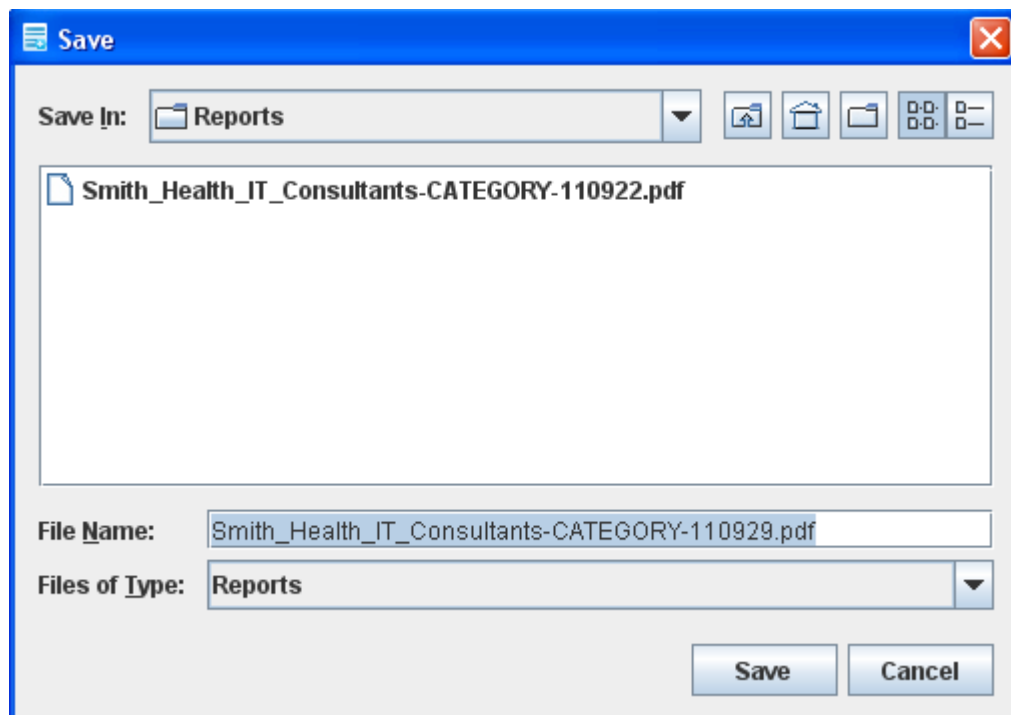 Save
Save In: Reports
Smith_Health_IT_Consultants-CATEGORY-110922.pdf
File Name: Smith_Health_IT_Consultants-CATEGORY-110929.pdf
Files of Type: Reports
Save Cancel